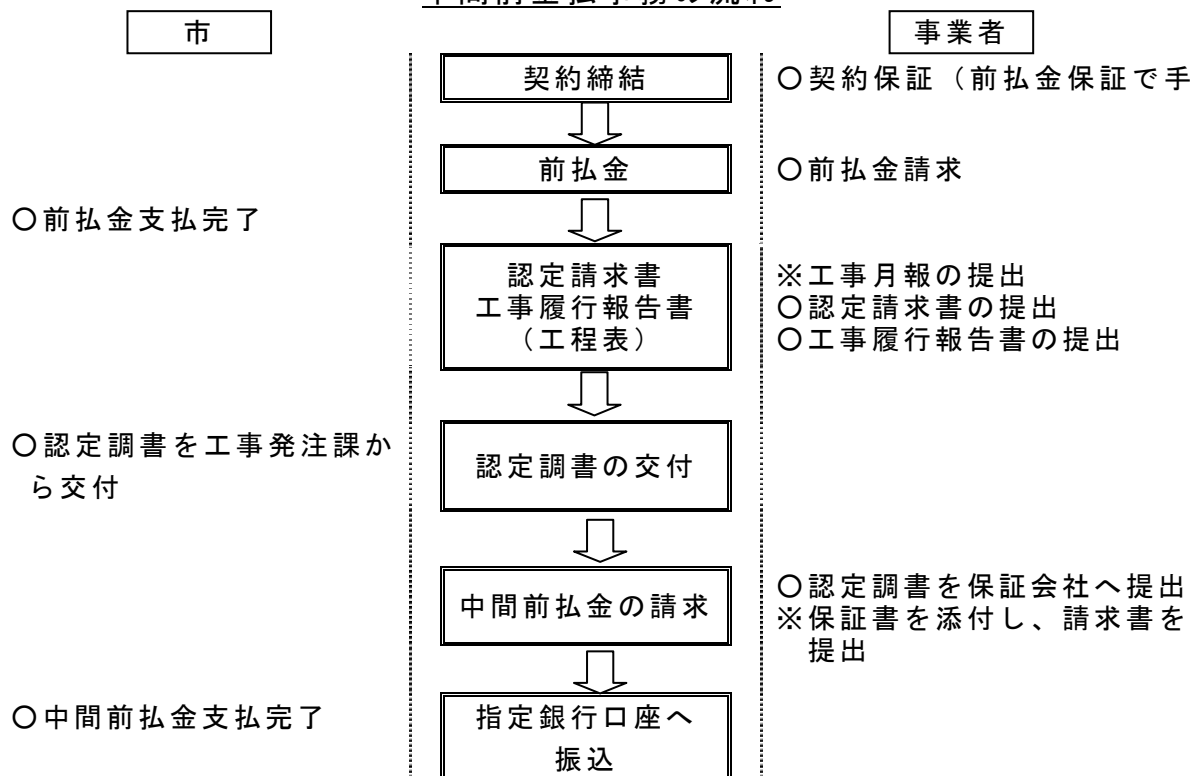 市
事業者
契約締結
○契約保証（前払金保証で手
前払金
○前払金請求
○前払金支払完了
認定請求書
工事履行報告書
（工程表）
※工事月報の提出
○認定請求書の提出
○工事履行報告書の提出
○認定調書を工事発注課か
ら交付
認定調書の交付
中間前払金の請求
○認定調書を保証会社へ提出
※保証書を添付し、請求書を
提出
○中間前払金支払完了
指定銀行口座へ
振込